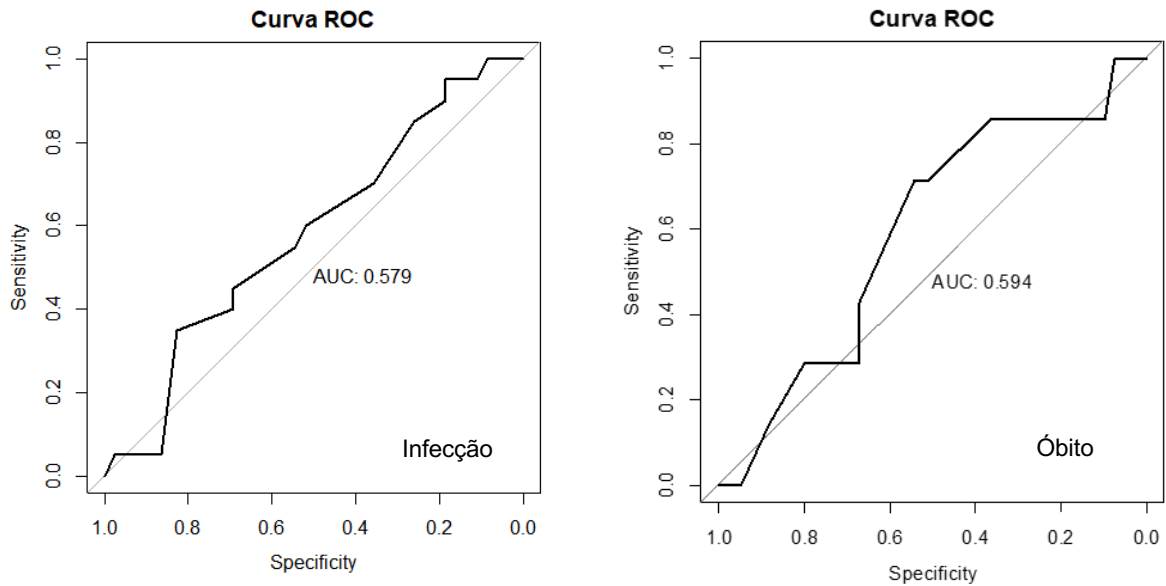 Curva ROC
Sensitivity
1.0
0.8
0.6
0.4
0.2
0.0
AUC: 0.579
Infecção
1.0 0.8 0.6 0.4 0.2 0.0
Specificity
Curva ROC
Sensitivity
1.0
0.8
0.6
0.4
0.2
0.0
AUC: 0.594
Óbito
1.0 0.8 0.6 0.4 0.2 0.0
Specificity